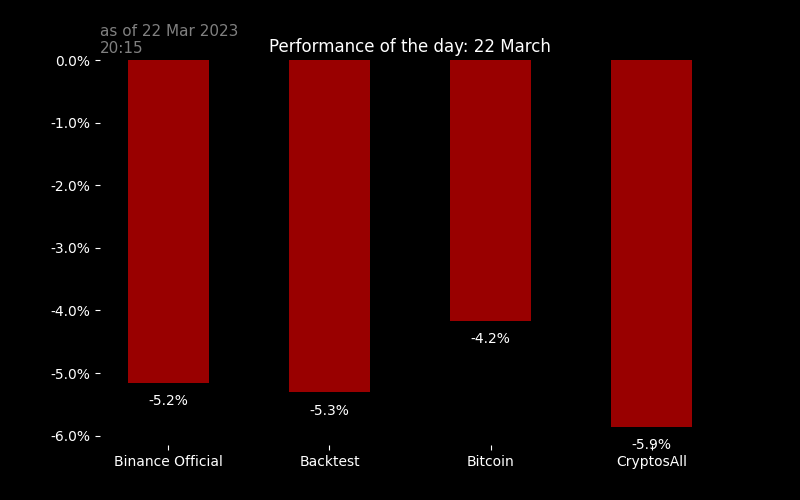 as of 22 Mar 2023
20:15
Performance of the day: 22 March
0.0%
-1.0%
-2.0%
-3.0%
-4.0%
-5.0%
-6.0%
-5.2%
-5.3%
-4.2%
-5.9%
Binance Official
Backtest
Bitcoin
CryptosAll